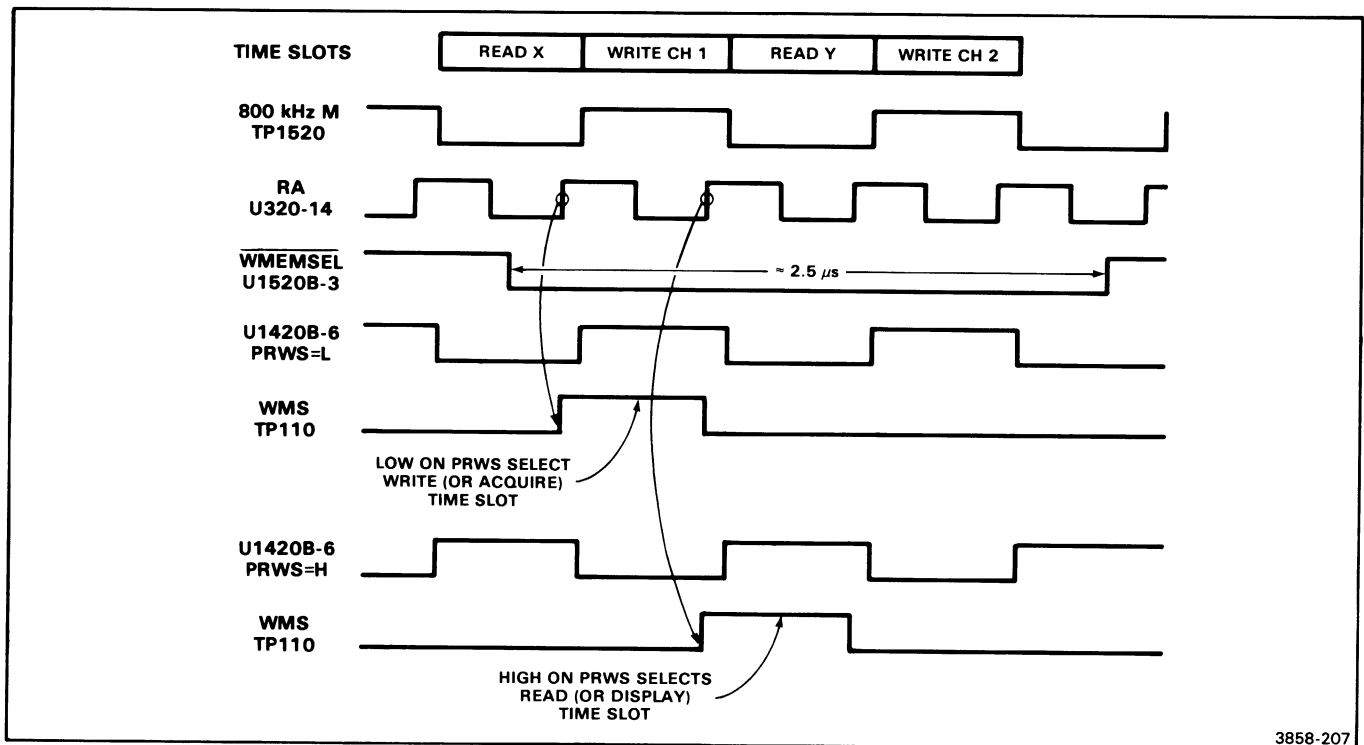 TIME SLOTS
READ X
WRITE CH 1
READ Y
WRITE CH 2
800 kHz M
TP1520
RA
U320-14
WMEMSEL
U1520B-3
≈ 2.5 μs
U1420B-6
PRWS=L
WMS
TP110
LOW ON PRWS SELECT
WRITE (OR ACQUIRE)
TIME SLOT
U1420B-6
PRWS=H
WMS
TP110
HIGH ON PRWS SELECTS
READ (OR DISPLAY)
TIME SLOT
3858-207